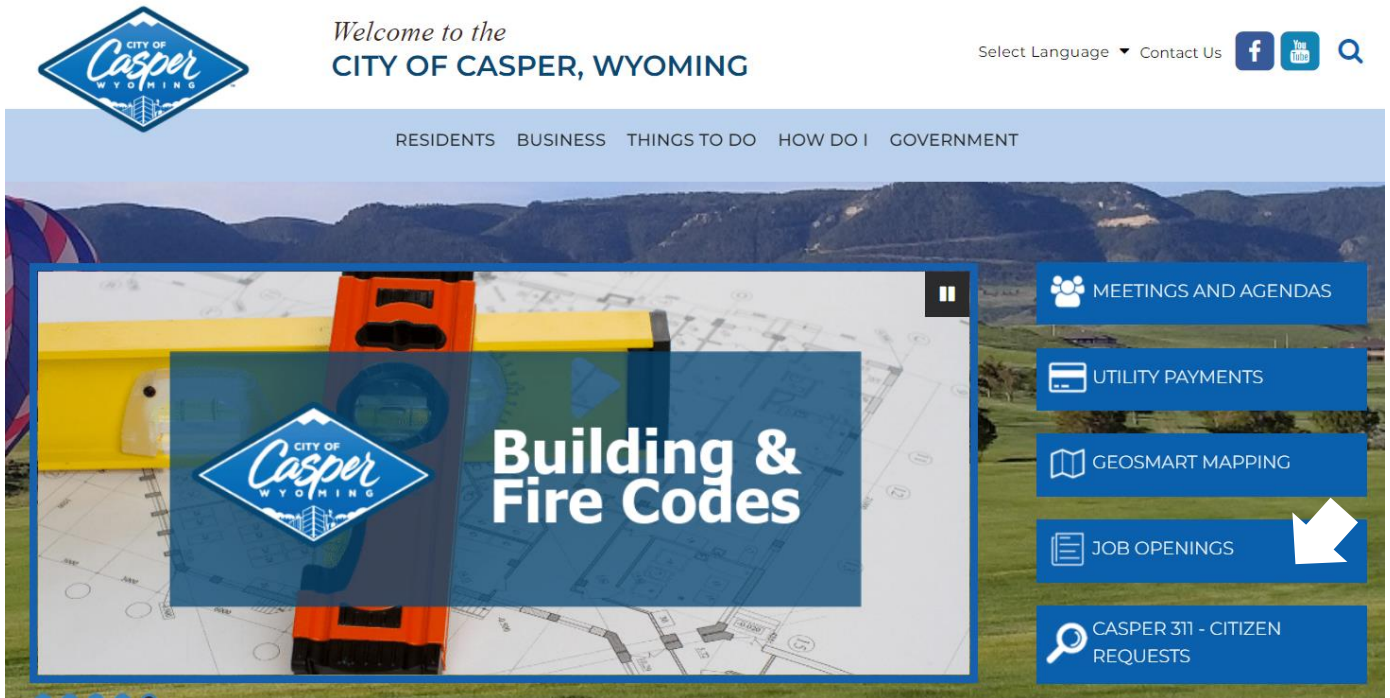 CITY OF
Casper
WYOMING
Welcome to the
CITY OF CASPER, WYOMING
Select Language
Contact Us
f
You
Tube
RESIDENTS BUSINESS THINGS TO DO HOW DO I GOVERNMENT
CITY OF
Casper
WYOMING
Building &
Fire Codes
MEETINGS AND AGENDAS
UTILITY PAYMENTS
GEOSMART MAPPING
JOB OPENINGS
CASPER 311 - CITIZEN
REQUESTS